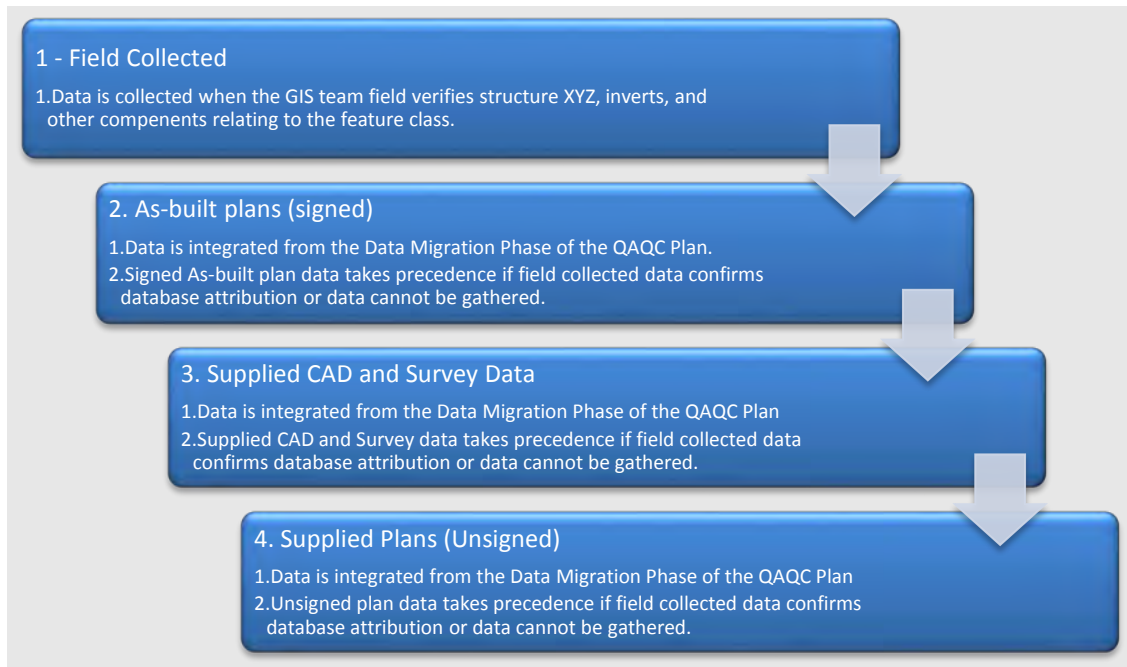 1 - Field Collected
1.Data is collected when the GIS team field verifies structure XYZ, inverts, and
other compenents relating to the feature class.
2. As-built plans (signed)
1.Data is integrated from the Data Migration Phase of the QAQC Plan.
2.Signed As-built plan data takes precedence if field collected data confirms
database attribution or data cannot be gathered.
3. Supplied CAD and Survey Data
1.Data is integrated from the Data Migration Phase of the QAQC Plan
2.Supplied CAD and Survey data takes precedence if field collected data
confirms database attribution or data cannot be gathered.
4. Supplied Plans (Unsigned)
1.Data is integrated from the Data Migration Phase of the QAQC Plan
2.Unsigned plan data takes precedence if field collected data confirms
database attribution or data cannot be gathered.